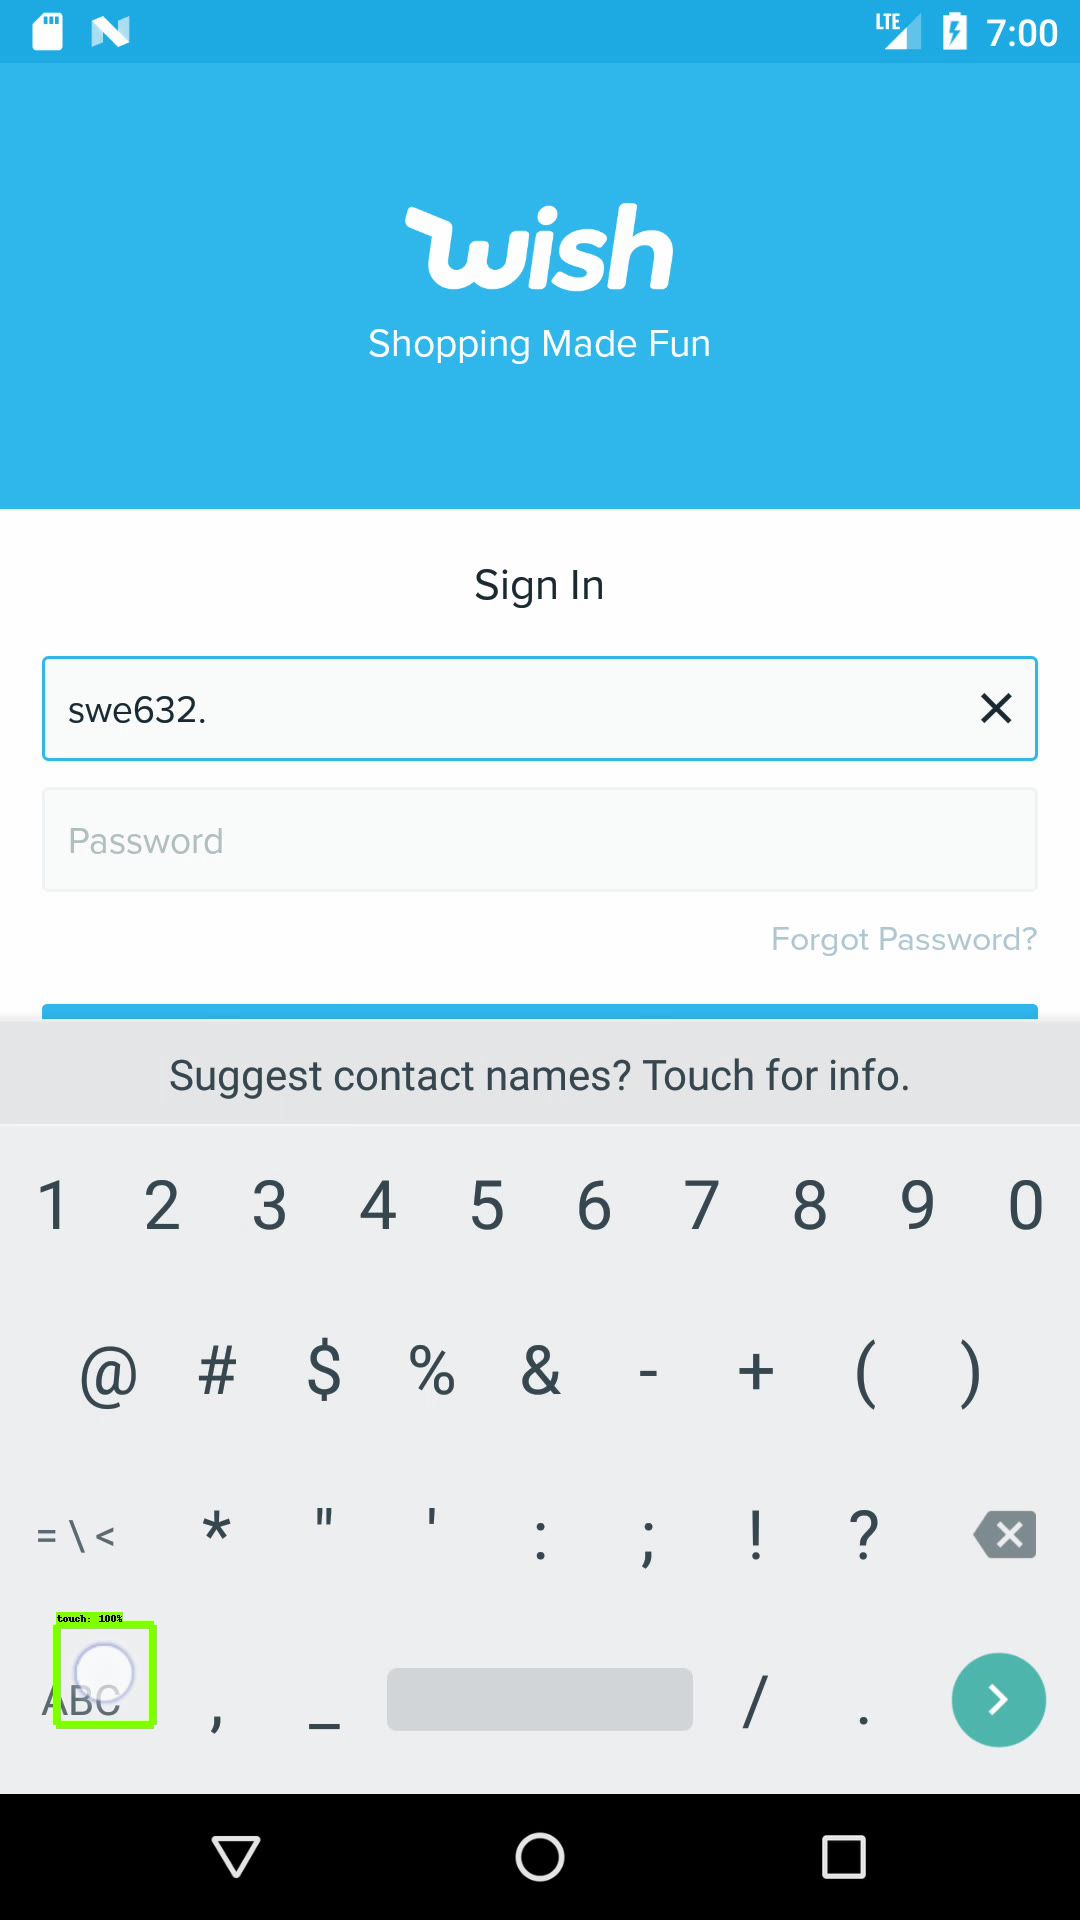 LTE 7:00
wish
Shopping Made Fun
Sign In
swe632.
Password
Forgot Password?
Suggest contact names? Touch for info.
1 2 3 4 5 6 7 8 9 0
@ # $ % & - + ( )
= \ < * " ' : ; ! ?
touch: 100%
ABC , _ / .